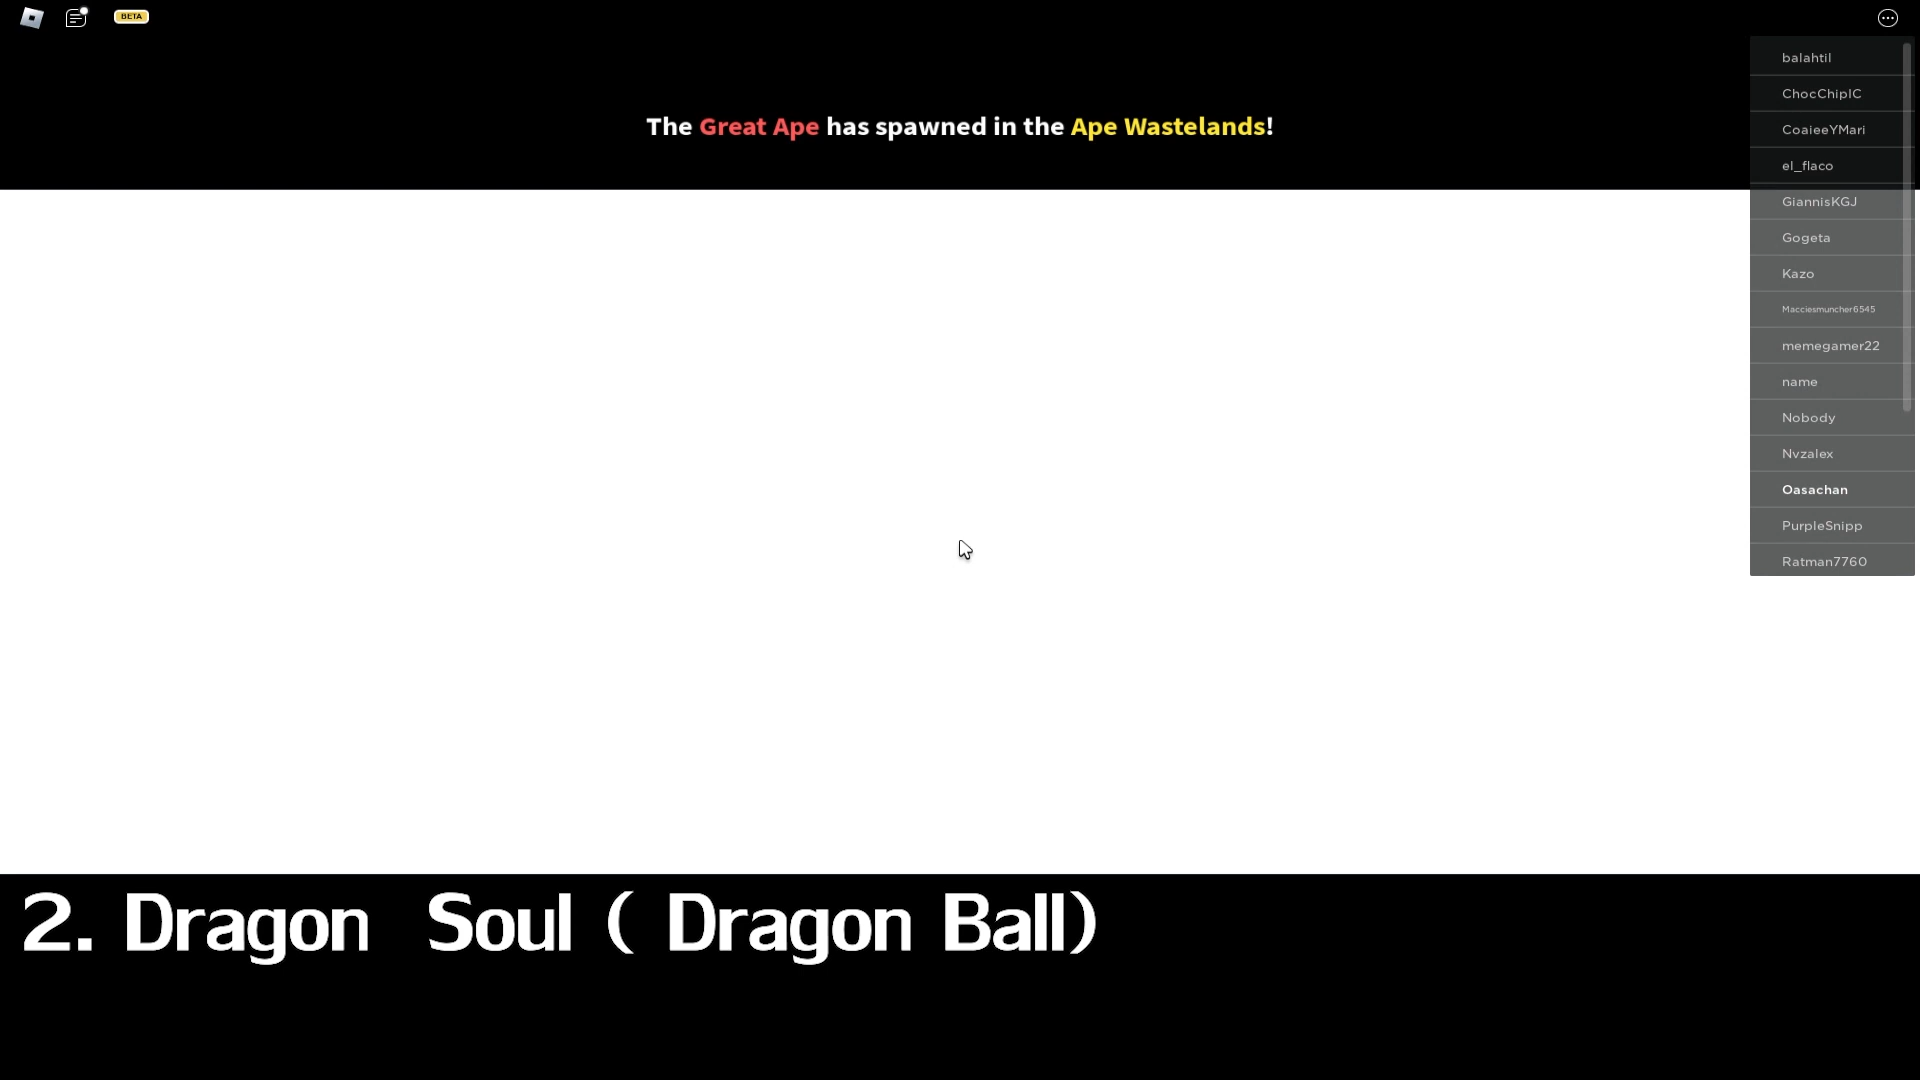 BETA
The Great Ape has spawned in the Ape Wastelands!
balahtil
ChocChipIC
CoaieeYMari
el_flaco
GiannisKGJ
Gogeta
Kazo
Macciesmuncher6545
memegamer22
name
Nobody
Nvzalex
Oasachan
PurpleSnipp
Ratman7760
2. Dragon Soul ( Dragon Ball)